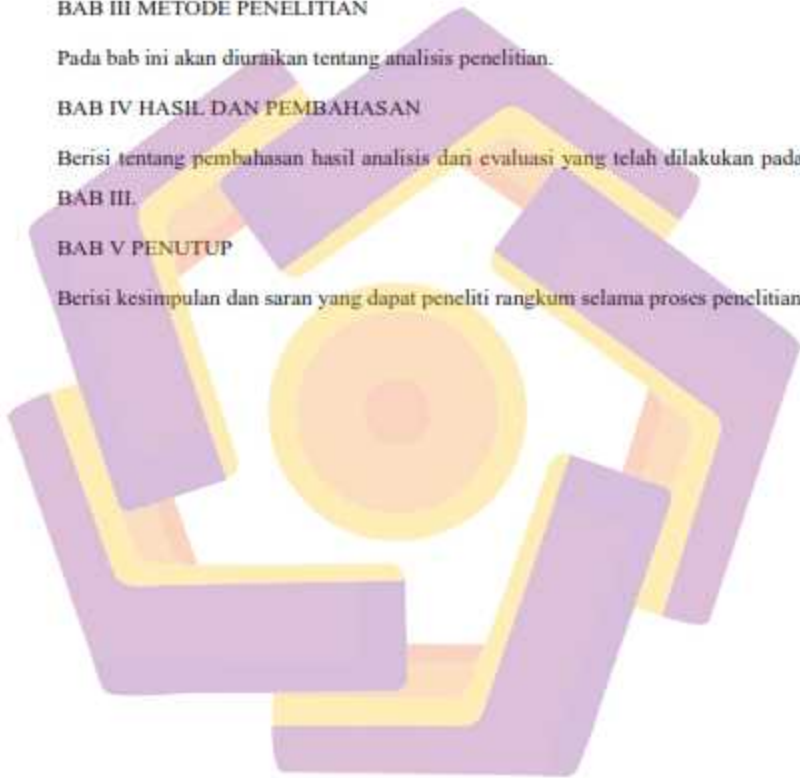 BAB III METODE PENELITIAN
Pada bab ini akan diuraikan tentang analisis penelitian.
BAB IV HASIL DAN PEMBAHASAN
Berisi tentang pembahasan hasil analisis dari evaluasi yang telah dilakukan pada
BAB III.
BAB V PENUTUP
Berisi kesimpulan dan saran yang dapat peneliti rangkum selama proses penelitian